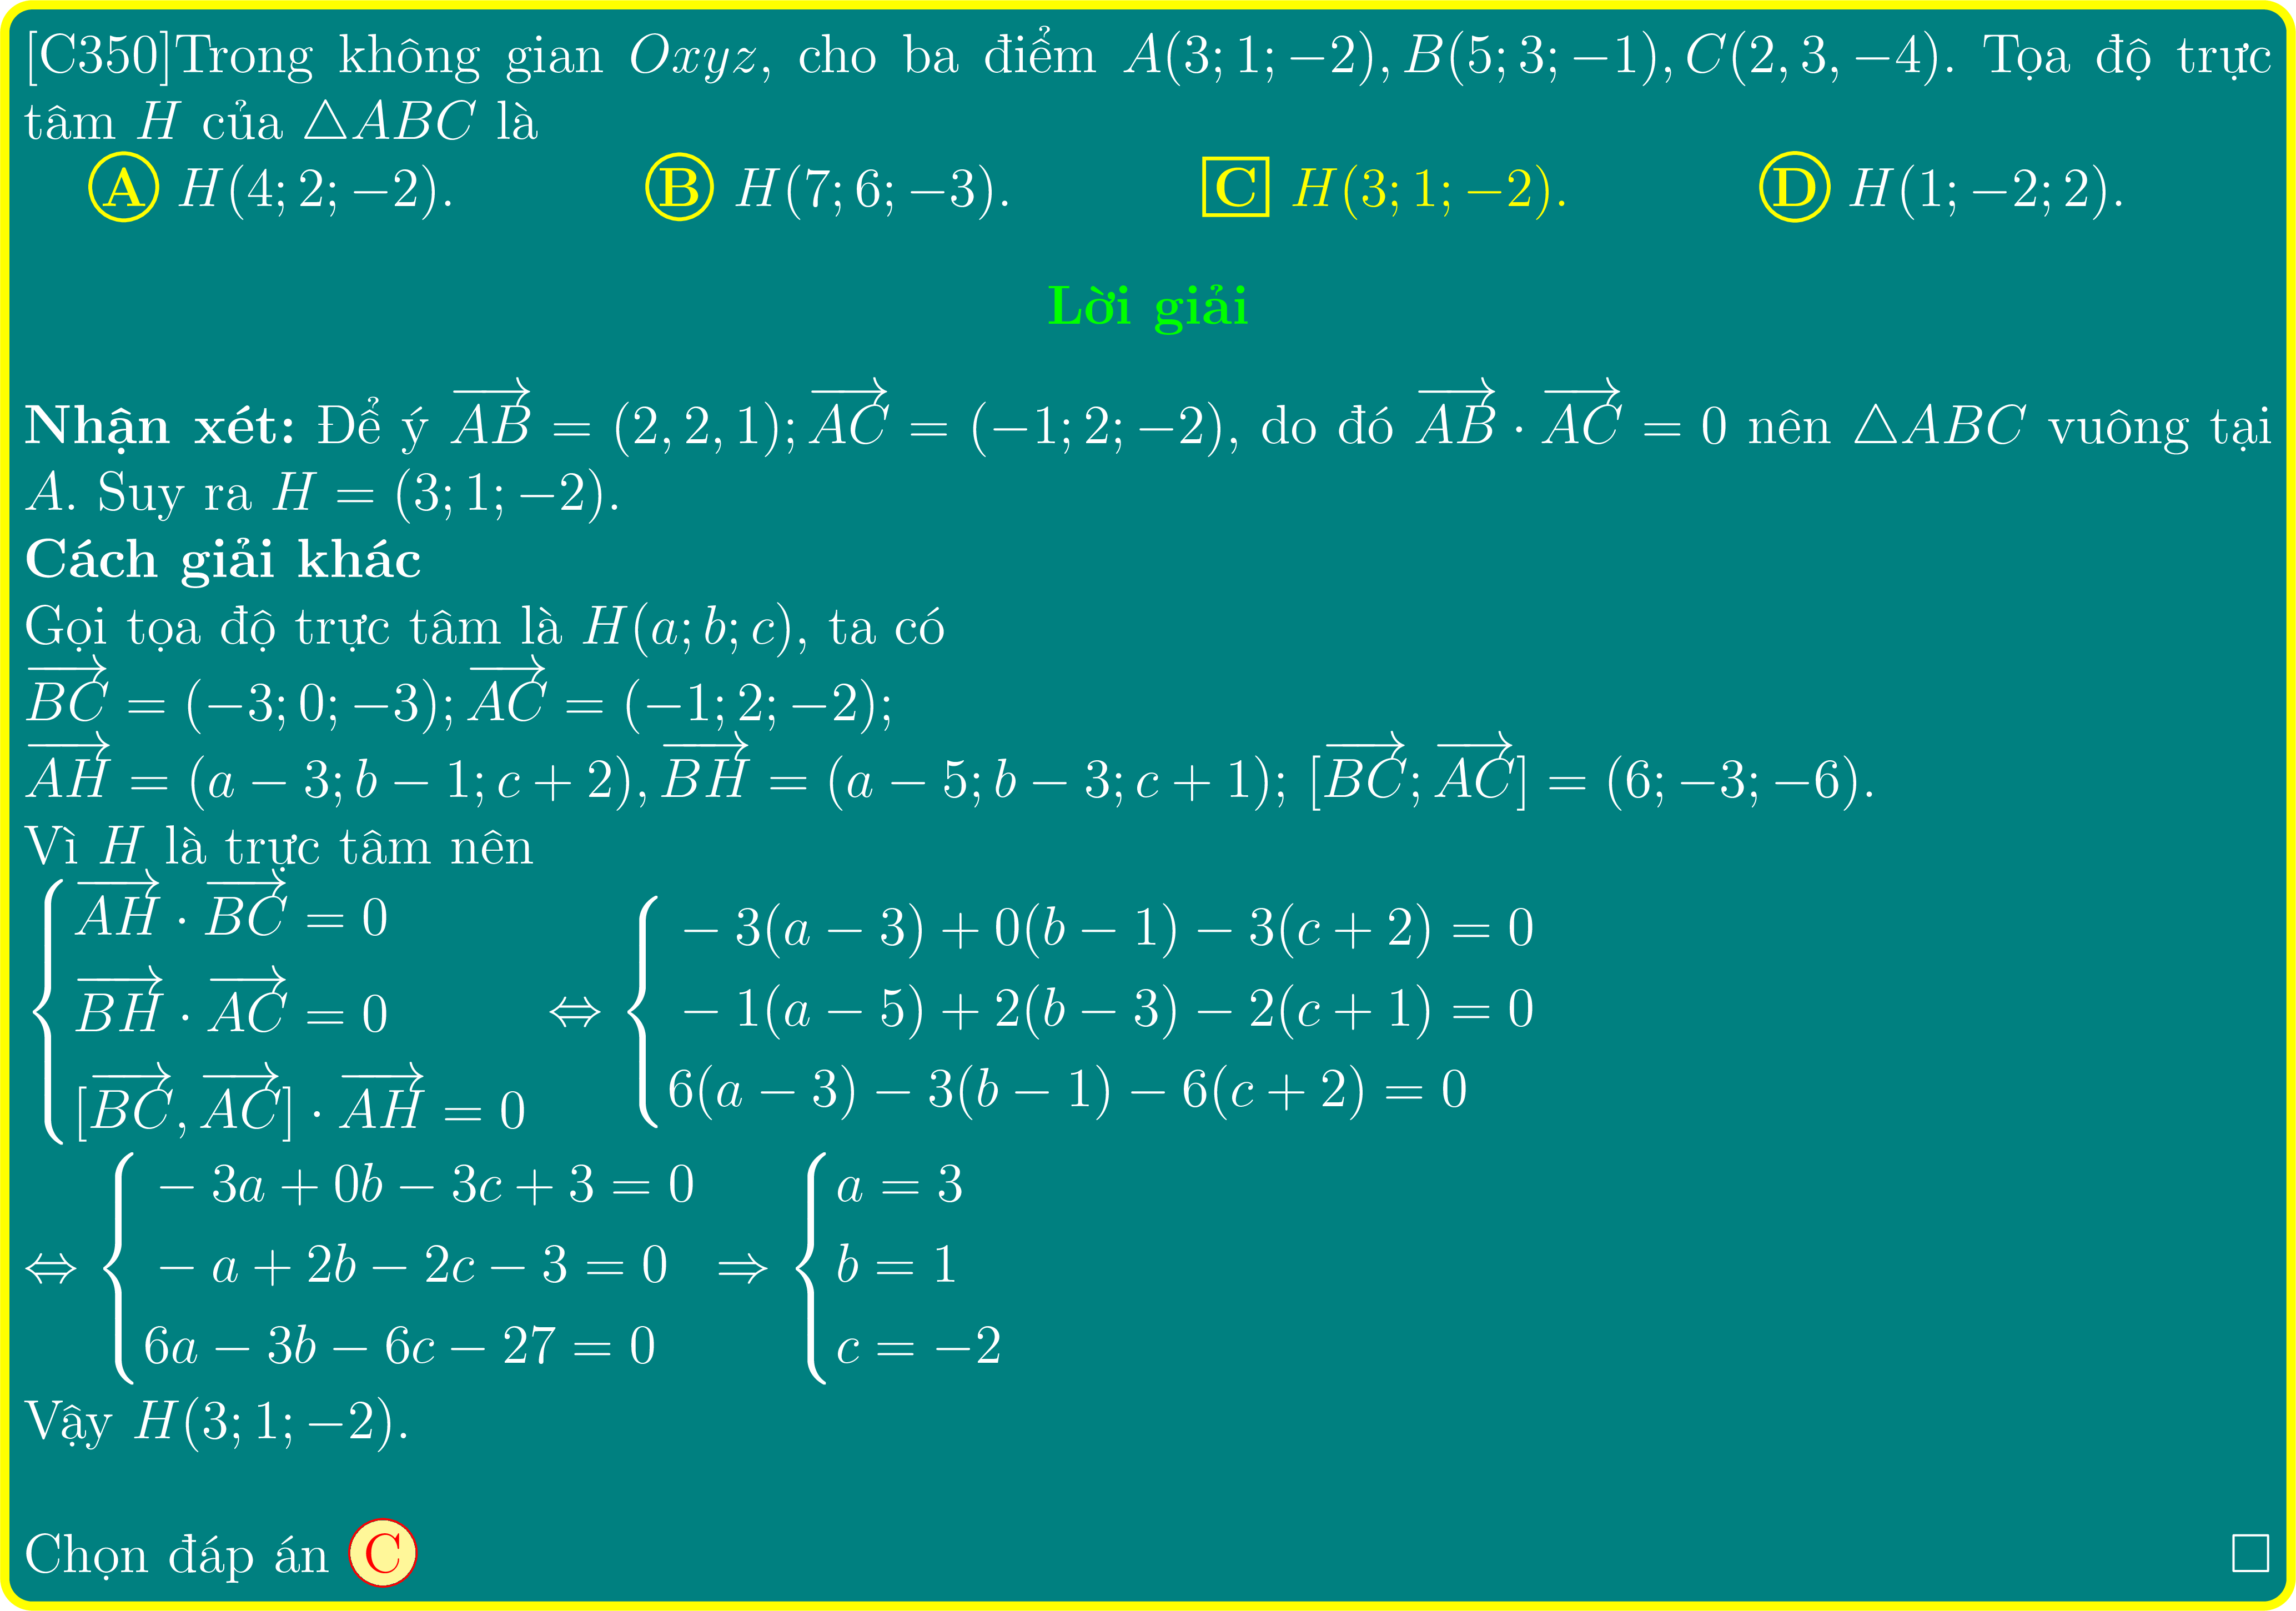 [C350]Trong không gian Oxyz, cho ba điểm A(3; 1; −2), B(5; 3; −1), C(2, 3, −4). Tọa độ trực
tâm H của △ABC là
A H(4; 2; −2). B H(7; 6; −3). C H(3; 1; −2). D H(1; −2; 2).
Lời giải
Nhận xét: Để ý $\overrightarrow{AB}$ = (2, 2, 1); $\overrightarrow{AC}$ = (−1; 2; −2), do đó $\overrightarrow{AB}$ · $\overrightarrow{AC}$ = 0 nên △ABC vuông tại
A. Suy ra H = (3; 1; −2).
Cách giải khác
Gọi tọa độ trực tâm là H(a; b; c), ta có
$\overrightarrow{BC}$ = (−3; 0; −3); $\overrightarrow{AC}$ = (−1; 2; −2);
$\overrightarrow{AH}$ = (a − 3; b − 1; c + 2), $\overrightarrow{BH}$ = (a − 5; b − 3; c + 1); [$\overrightarrow{BC}$; $\overrightarrow{AC}$] = (6; −3; −6).
Vì H là trực tâm nên
$\begin{cases} \overrightarrow{AH} \cdot \overrightarrow{BC} = 0 \\ \overrightarrow{BH} \cdot \overrightarrow{AC} = 0 \\ [\overrightarrow{BC}, \overrightarrow{AC}] \cdot \overrightarrow{AH} = 0 \end{cases} \Leftrightarrow \begin{cases} -3(a - 3) + 0(b - 1) - 3(c + 2) = 0 \\ -1(a - 5) + 2(b - 3) - 2(c + 1) = 0 \\ 6(a - 3) - 3(b - 1) - 6(c + 2) = 0 \end{cases}$
$\Leftrightarrow \begin{cases} -3a + 0b - 3c + 3 = 0 \\ -a + 2b - 2c - 3 = 0 \\ 6a - 3b - 6c - 27 = 0 \end{cases} \Rightarrow \begin{cases} a = 3 \\ b = 1 \\ c = -2 \end{cases}$
Vậy H(3; 1; −2).
Chọn đáp án C □